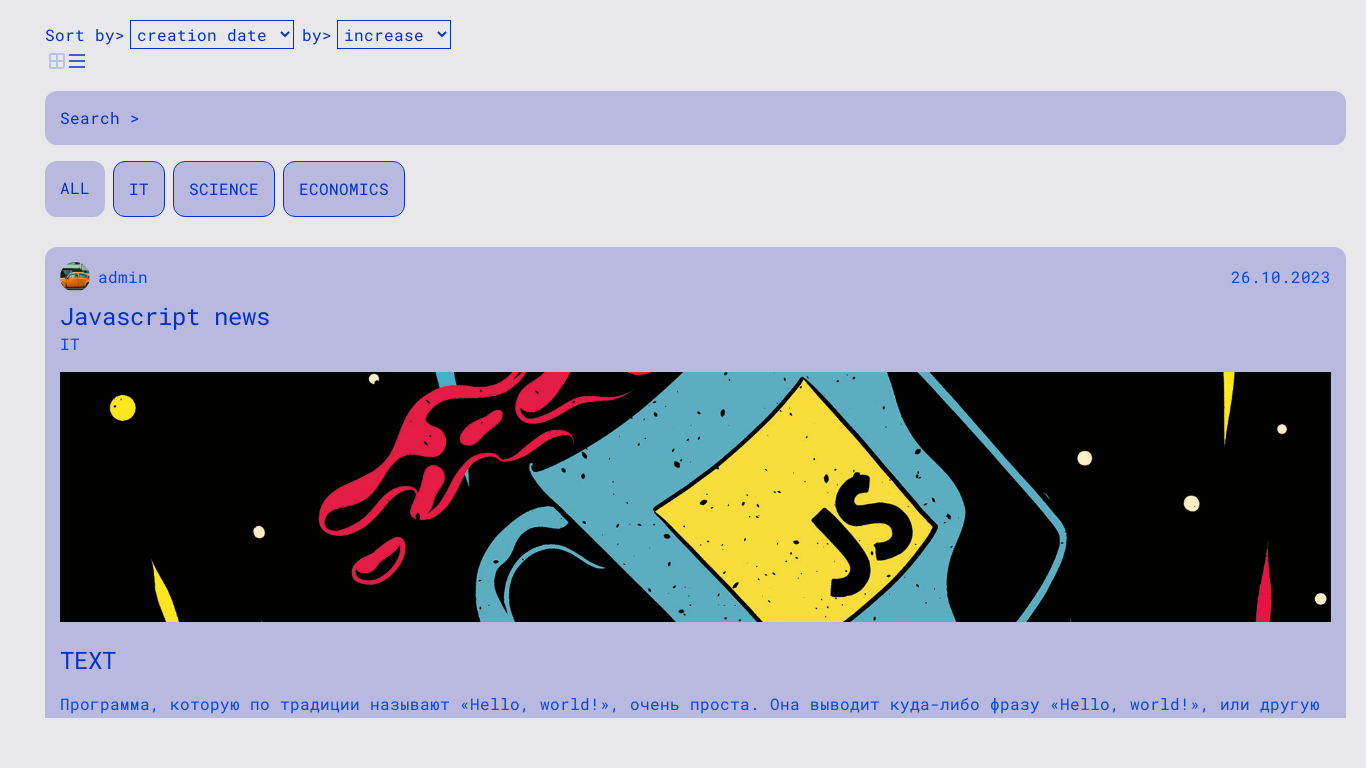 Sort by> creation date by> increase
Search >
ALL IT SCIENCE ECONOMICS
admin 26.10.2023
Javascript news
IT
JS
TEXT
Программа, которую по традиции называют «Hello, world!», очень проста. Она выводит куда-либо фразу «Hello, world!», или другую